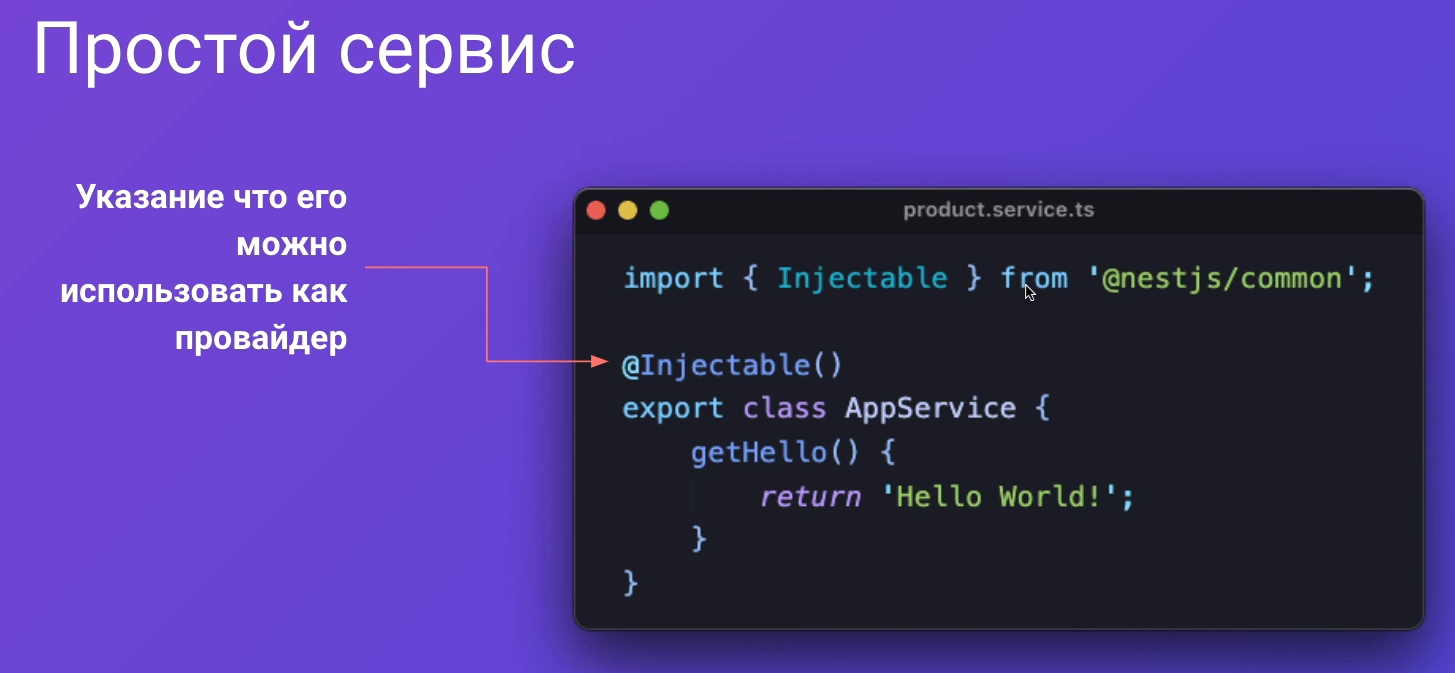 Простой сервис
Указание что его
можно
использовать как
провайдер
product.service.ts
import { Injectable } from '@nestjs/common';
@Injectable()
export class AppService {
getHello() {
return 'Hello World!';
}
}